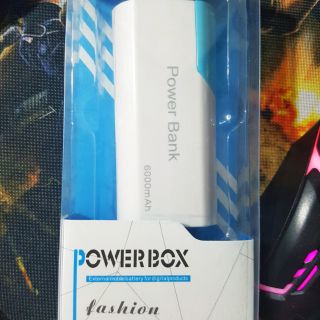 Power Bank
6000mAh
POWERBOX
External mobile battery for digital products
fashion